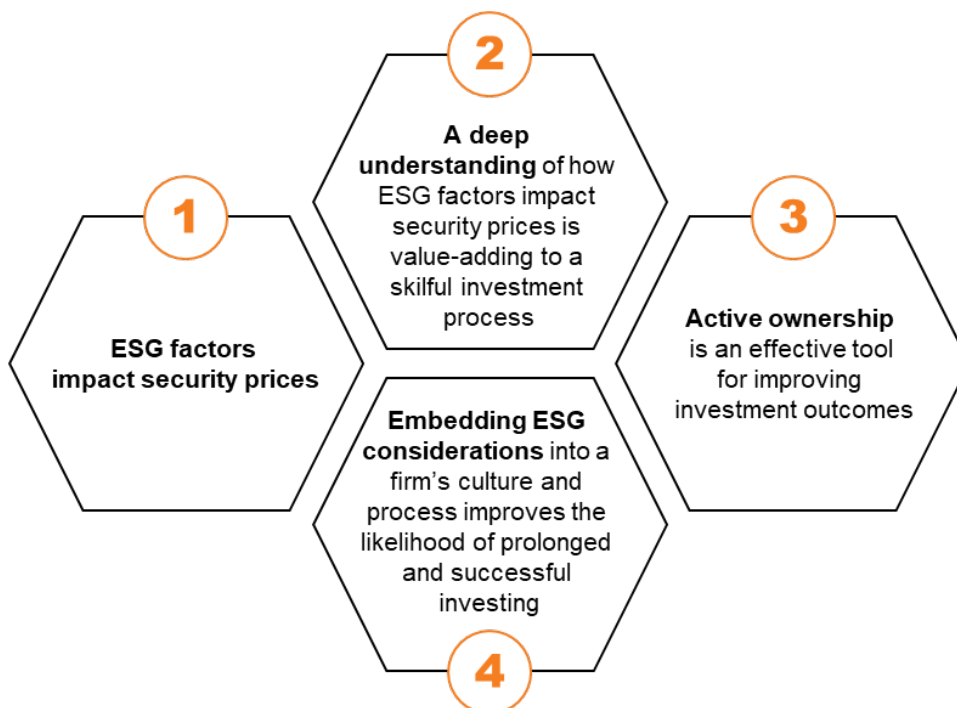 1
ESG factors
impact security prices
2
A deep
understanding of how
ESG factors impact
security prices is
value-adding to a
skilful investment
process
3
Active ownership
is an effective tool
for improving
investment outcomes
Embedding ESG
considerations into a
firm's culture and
process improves the
likelihood of prolonged
and successful
investing
4